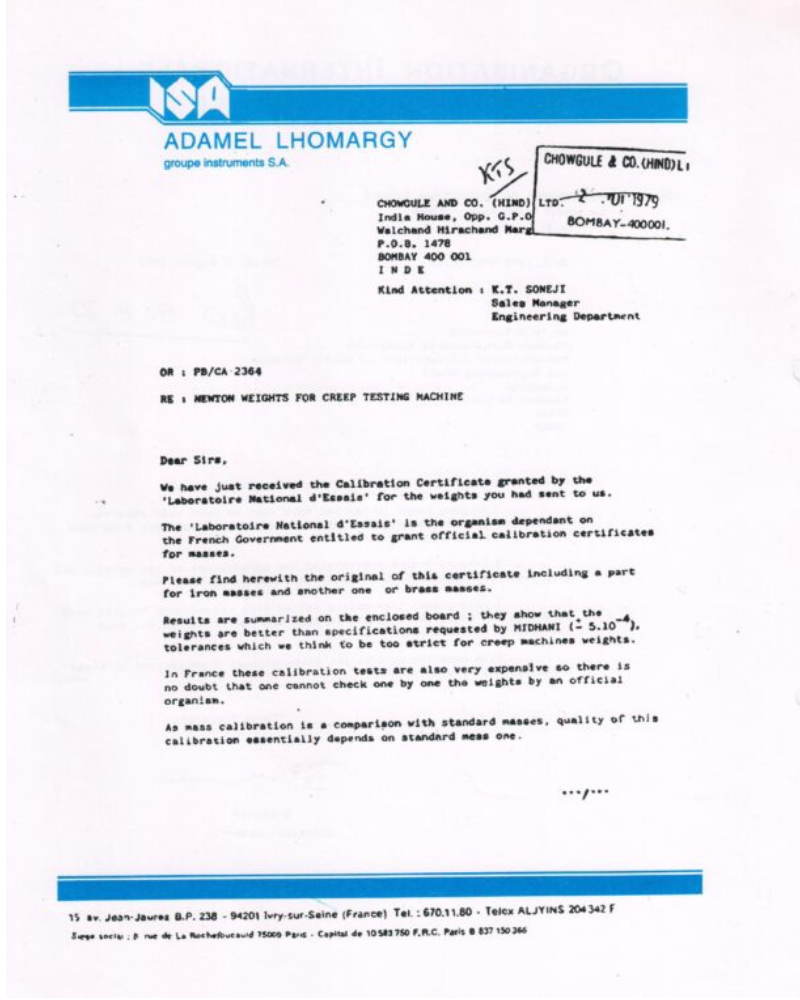 ISA
ADAMEL LHOMARGY
groupe instruments S.A.
KTS
CHOWGULE & CO. (HIND) L
2 1979
BOMBAY-400001.
CHOWGULE AND CO. (HIND) LTD.
India House, Opp. G.P.O
Walchand Hirachand Marg
P.O.B. 1478
BOMBAY 400 001
I N D E
Kind Attention : K.T. SONEJI
Sales Manager
Engineering Department
OR : PB/CA 2364
RE : NEWTON WEIGHTS FOR CREEP TESTING MACHINE
Dear Sirs,
We have just received the Calibration Certificate granted by the
'Laboratoire National d'Essais' for the weights you had sent to us.
The 'Laboratoire National d'Essais' is the organism dependant on
the French Government entitled to grant official calibration certificates
for masses.
Please find herewith the original of this certificate including a part
for iron masses and another one or brass masses.
Results are summarized on the enclosed board ; they show that the
weights are better than specifications requested by MIDHANI (± 5.10⁻⁴),
tolerances which we think to be too strict for creep machines weights.
In France these calibration tests are also very expensive so there is
no doubt that one cannot check one by one the weights by an official
organism.
As mass calibration is a comparison with standard masses, quality of this
calibration essentially depends on standard mass one.
.../...
15 av. Jean-Jaurez B.P. 238 - 94201 Ivry-sur-Seine (France) Tel. : 670.11.80 - Telex ALJYINS 204342 F
Siege social ; 8 rue de La Rochefoucauld 75009 Paris - Capital de 10 583 750 F. R.C. Paris B 837 150 366